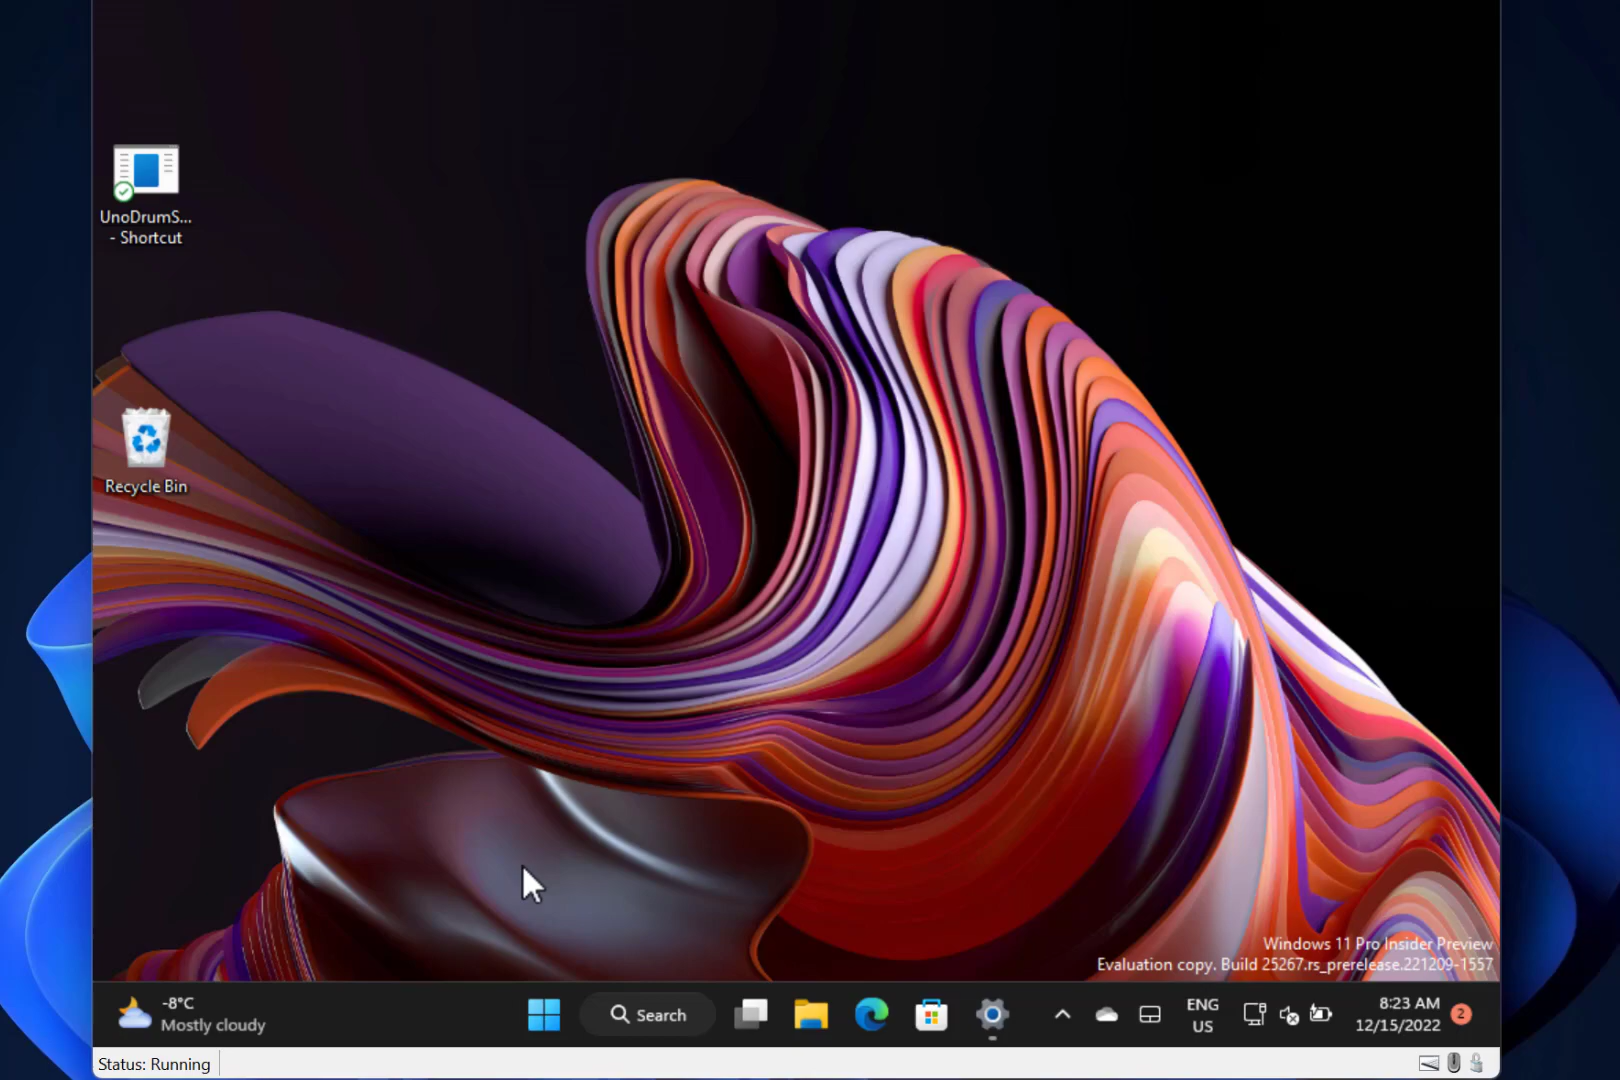 UnoDrumS...
- Shortcut
Recycle Bin
Windows 11 Pro Insider Preview
Evaluation copy. Build 25267.rs_prerelease.221209-1557
-8°C
Mostly cloudy
Search
ENG
US
8:23 AM
12/15/2022
2
Status: Running